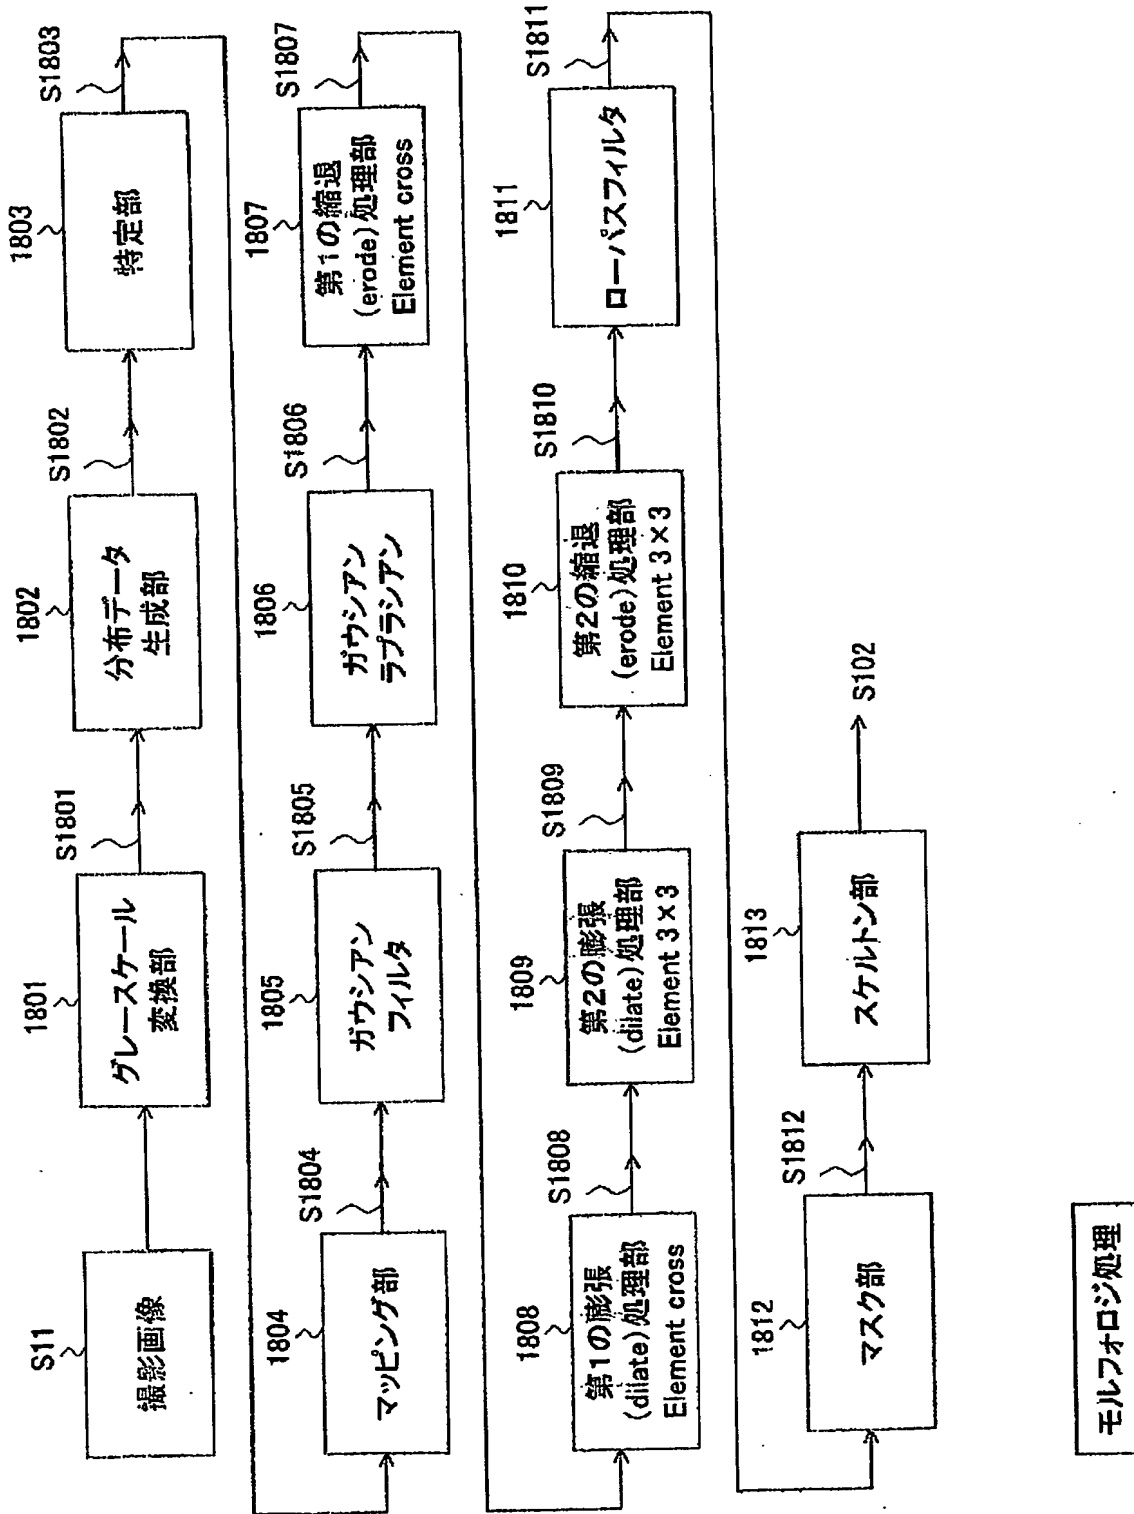 S11
撮影画像
1801
グレースケール
変換部
S1801
1802
分布データ
生成部
S1802
1803
特定部
S1803
1804
マッピング部
S1804
1805
ガウシアン
フィルタ
S1805
1806
ガウシアン
ラプラシアン
S1806
1807
第1の縮退
(erode)処理部
Element cross
S1807
1808
第1の膨張
(dilate)処理部
Element cross
S1808
1809
第2の膨張
(dilate)処理部
Element 3×3
S1809
1810
第2の縮退
(erode)処理部
Element 3×3
S1810
1811
ローパスフィルタ
S1811
1812
マスク部
S1812
1813
スケルトン部
S102
モルフォロジ処理